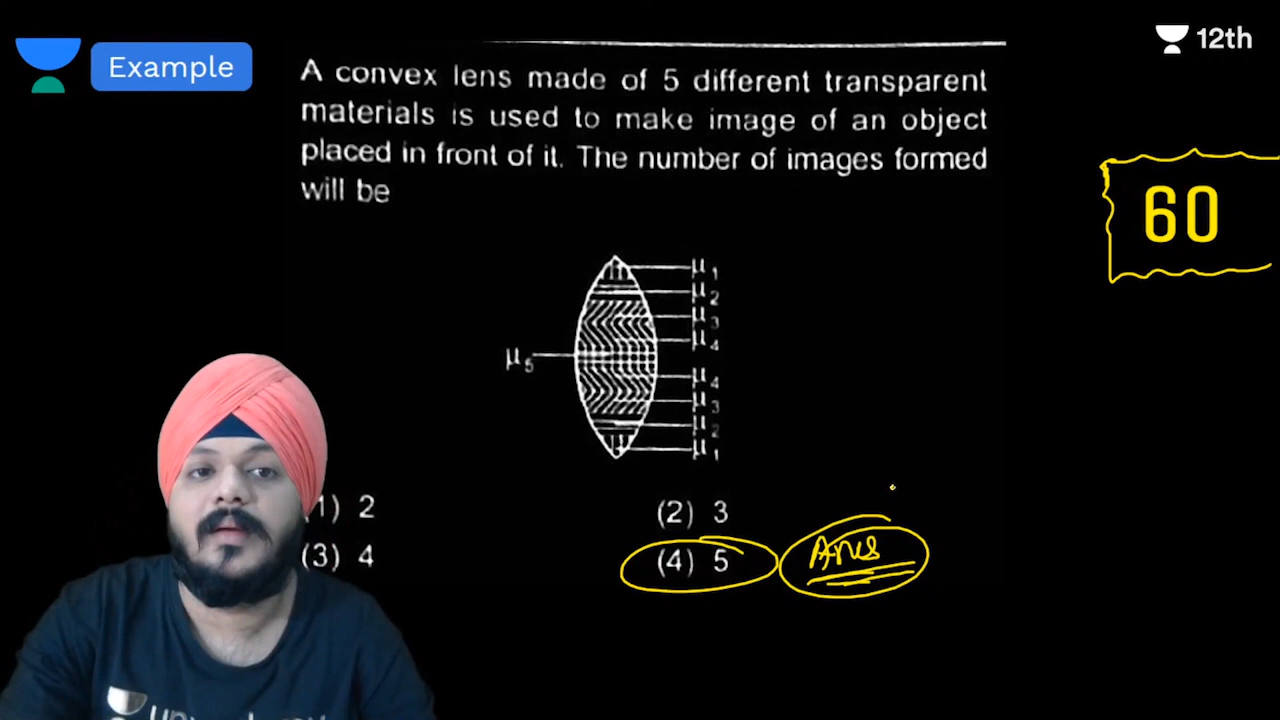 Example
12th
A convex lens made of 5 different transparent
materials is used to make image of an object
placed in front of it. The number of images formed
will be
60
μ1
μ2
μ3
μ4
μ5
μ4
μ3
μ2
μ1
(1) 2
(2) 3
(3) 4
(4) 5
Ans